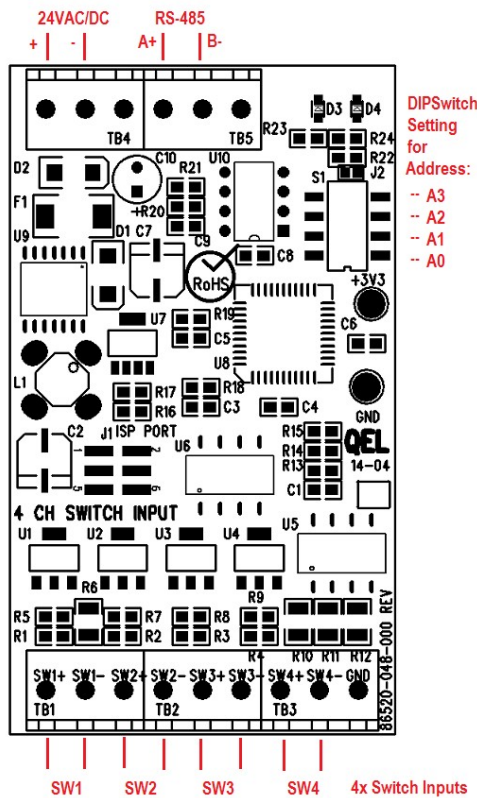 24VAC/DC RS-485
+ - A+ B-
TB4 TB5
D3 D4
DIPSwitch
Setting
for
Address:
R23 R24
R22
D2 C10 R21 U10 S1 J2
-- A3
F1 +R20 -- A2
U9 D1 C7 C9 -- A1
C8 -- A0
RoHS +3V3
U7 R19
C5 U8 C6
L1 R17 R18
R16 C3 C4 GND
C2 J1 ISP PORT R15 QEL
1 2 U6 R14 14-04
R13
5 6 C1
4 CH SWITCH INPUT
U1 U2 U3 U4 U5
R6 R9
R5 R7 R8
R1 R2 R3 R4 R10 R11 R12
86520-048-000 REV
SW1+ SW1- SW2+ SW2- SW3+ SW3- SW4+ SW4- GND
TB1 TB2 TB3
SW1 SW2 SW3 SW4 4x Switch Inputs